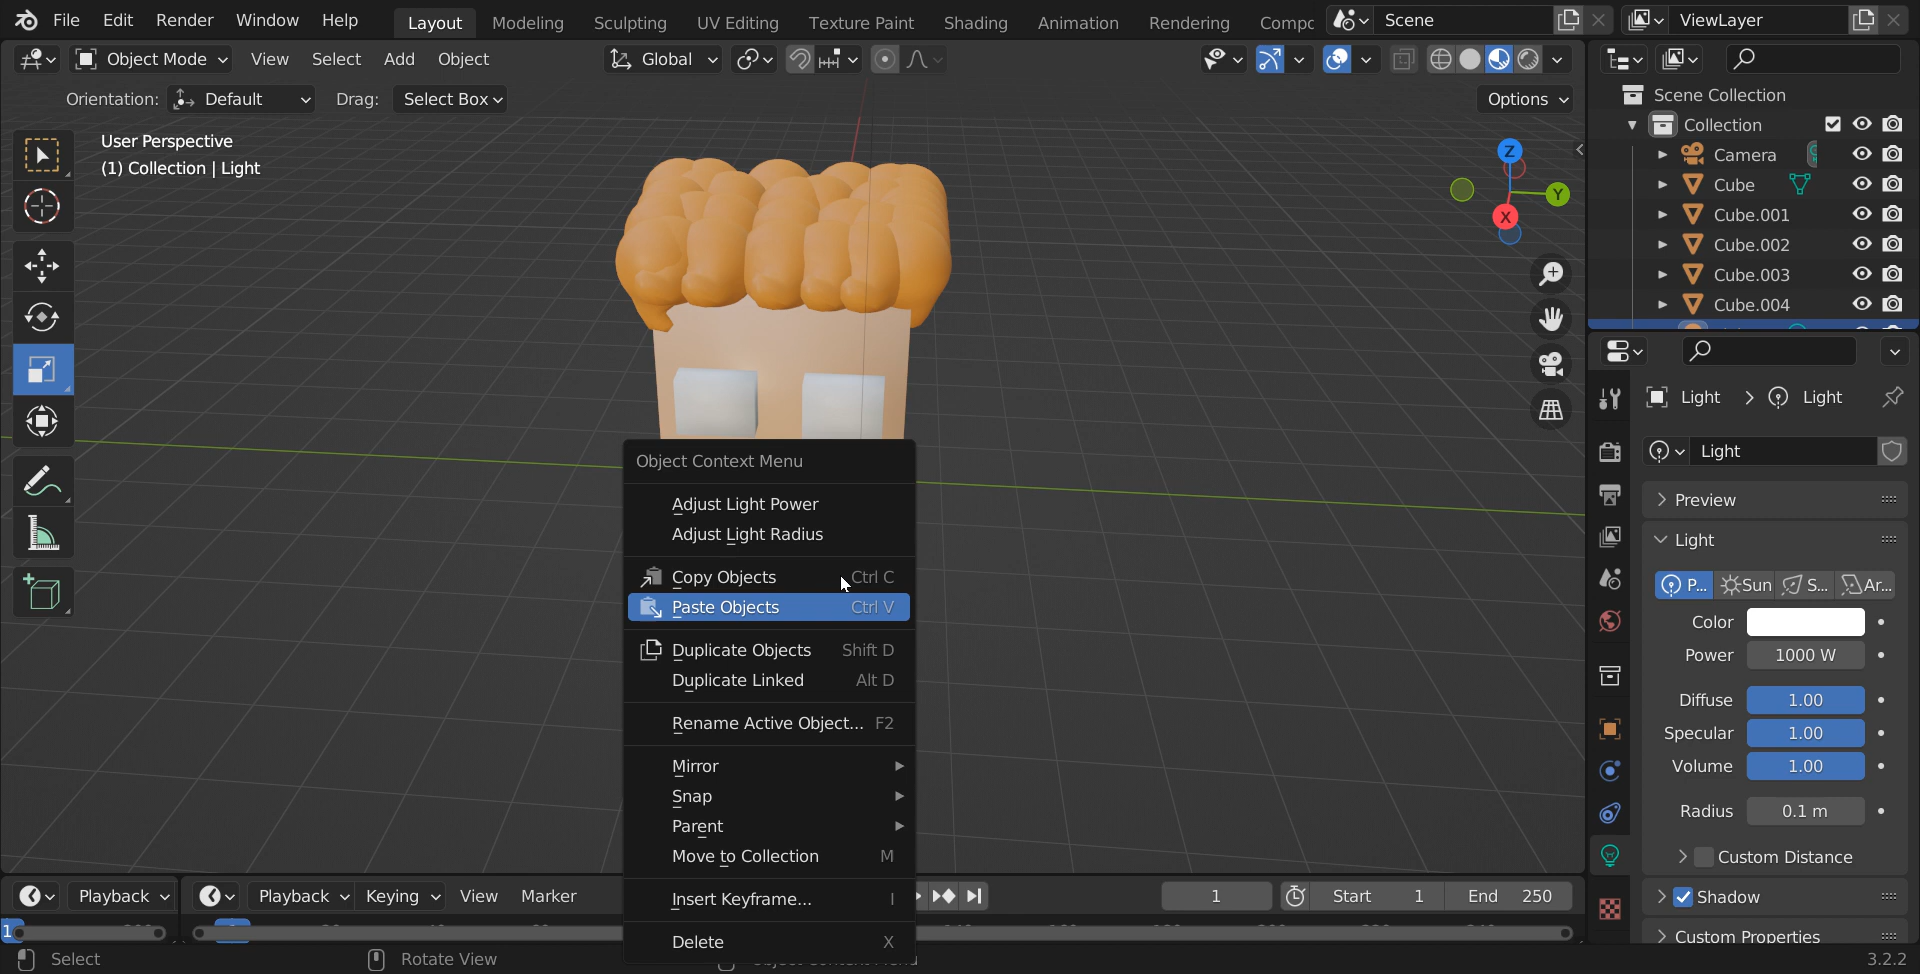 File Edit Render Window Help Layout Modeling Sculpting UV Editing Texture Paint Shading Animation Rendering Compc Scene ViewLayer
Object Mode View Select Add Object Global
Orientation: Default Drag: Select Box Options
User Perspective
(1) Collection | Light
Z
Y
X
Scene Collection
Collection
Camera
Cube
Cube.001
Cube.002
Cube.003
Cube.004
Light > Light
Light
Preview
Light
P... Sun S... Ar...
Color
Power 1000 W
Diffuse 1.00
Specular 1.00
Volume 1.00
Radius 0.1 m
Custom Distance
Shadow
Custom Properties
Object Context Menu
Adjust Light Power
Adjust Light Radius
Copy Objects Ctrl C
Paste Objects Ctrl V
Duplicate Objects Shift D
Duplicate Linked Alt D
Rename Active Object... F2
Mirror
Snap
Parent
Move to Collection M
Insert Keyframe... I
Delete X
Playback Playback Keying View Marker 1 Start 1 End 250
1
Select Rotate View 3.2.2